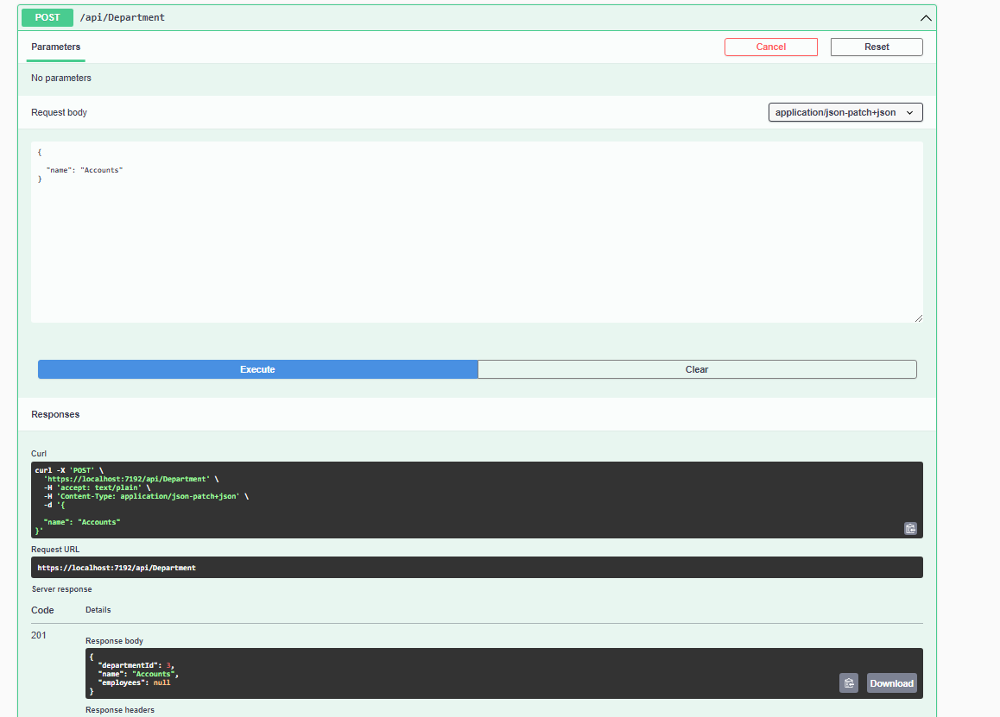 POST /api/Department
Parameters
Cancel
Reset
No parameters
Request body
application/json-patch+json
{
"name": "Accounts"
}
Execute
Clear
Responses
Curl
curl -X 'POST' \
'https://localhost:7192/api/Department' \
-H 'accept: text/plain' \
-H 'Content-Type: application/json-patch+json' \
-d '{
"name": "Accounts"
}'
Request URL
https://localhost:7192/api/Department
Server response
Code Details
201
Response body
{
"departmentId": 3,
"name": "Accounts",
"employees": null
}
Download
Response headers